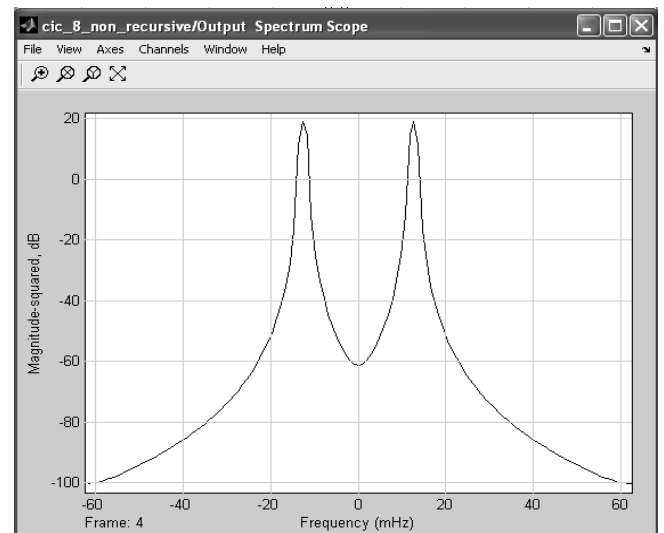 cic_8_non_recursive/Output Spectrum Scope
File View Axes Channels Window Help
20
0
-20
-40
-60
-80
-100
Magnitude-squared, dB
-60 -40 -20 0 20 40 60
Frame: 4 Frequency (mHz)